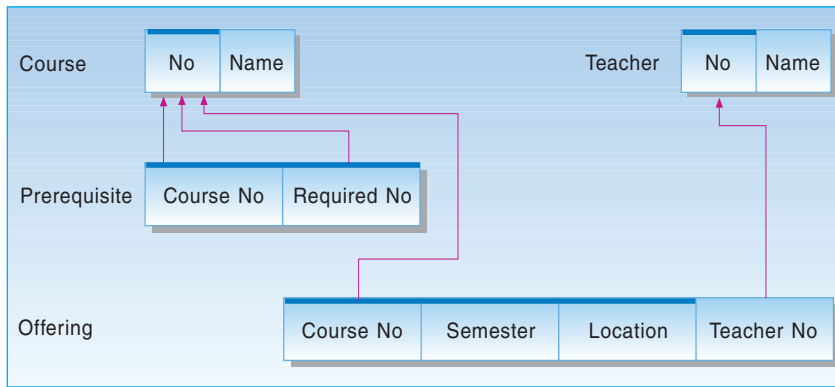 Course No Name Teacher No Name
Prerequisite Course No Required No
Offering Course No Semester Location Teacher No